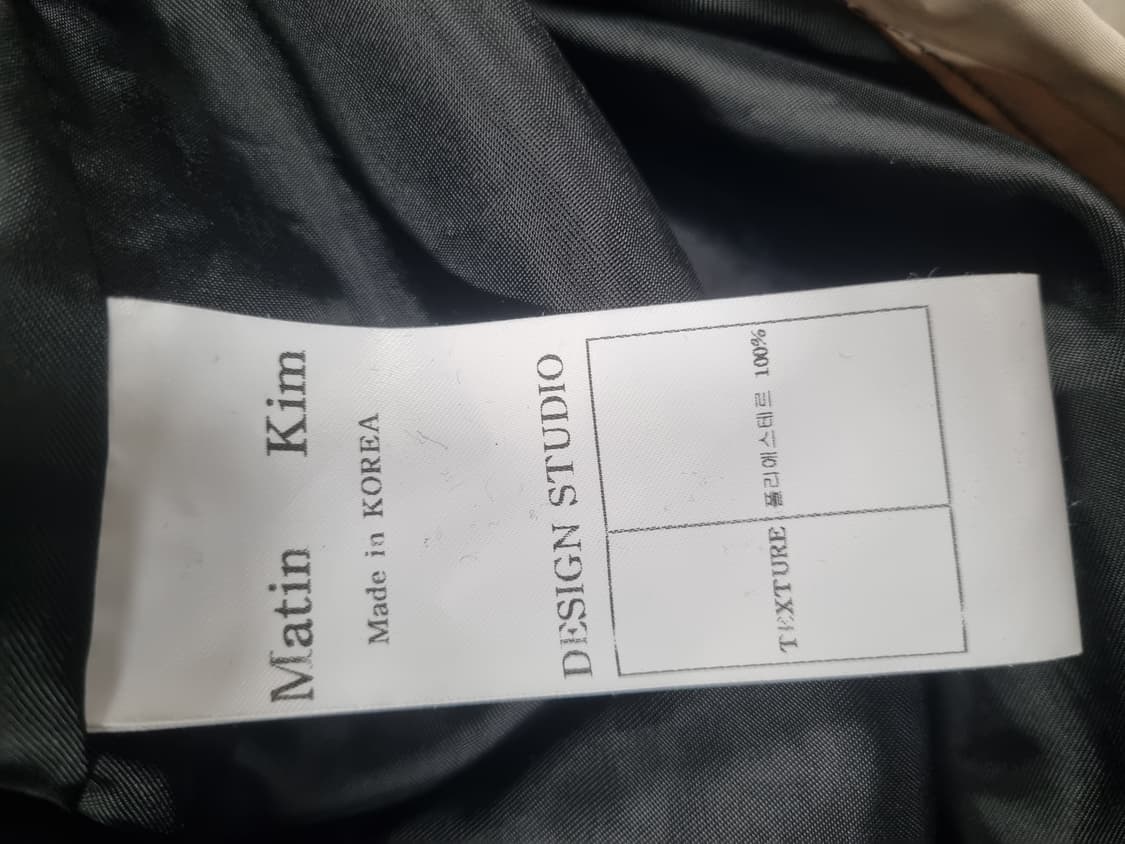 Matin Kim
Made in KOREA
DESIGN STUDIO
TEXTURE 폴리에스테르 100%